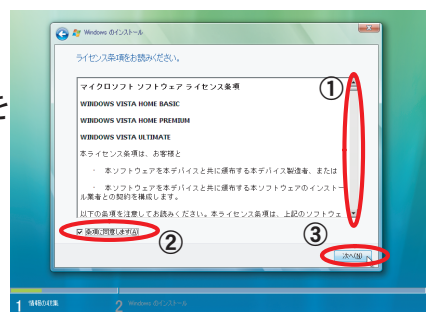 を
Windows のインストール
ライセンス条項をお読みください。
マイクロソフト ソフトウェア ライセンス条項
①
WINDOWS VISTA HOME BASIC
WINDOWS VISTA HOME PREMIUM
WINDOWS VISTA ULTIMATE
本ライセンス条項は、お客様と
・ 本ソフトウェアを本デバイスと共に頒布する本デバイス製造者、または
・ 本ソフトウェアを本デバイスと共に頒布する本ソフトウェアのインストー
ル業者との契約を構成します。
以下の条項を注意してお読みください。本ライセンス条項は、上記のソフトウェ
条項に同意します(A)
②
③
次へ(N)
1 情報の収集
2 Windows のインストール